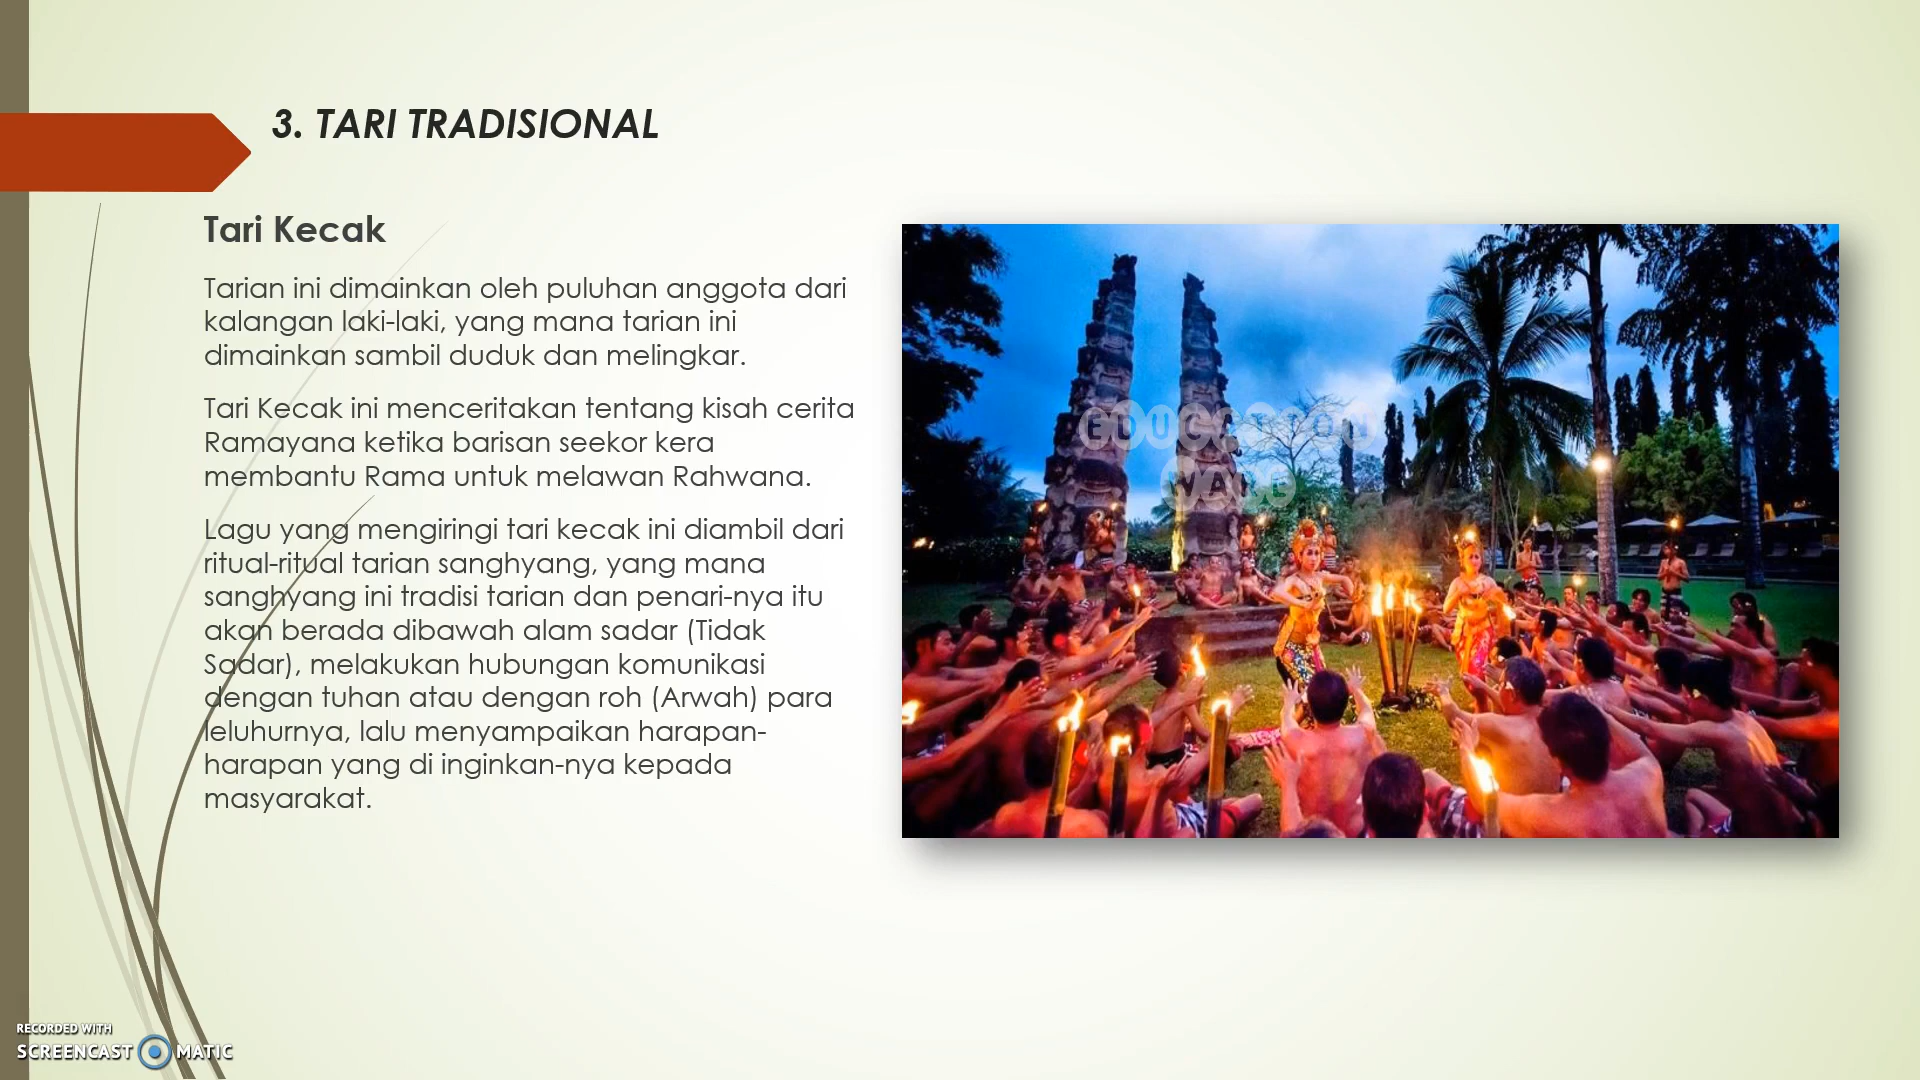 3. TARI TRADISIONAL
Tari Kecak
Tarian ini dimainkan oleh puluhan anggota dari
kalangan laki-laki, yang mana tarian ini
dimainkan sambil duduk dan melingkar.
Tari Kecak ini menceritakan tentang kisah cerita
Ramayana ketika barisan seekor kera
membantu Rama untuk melawan Rahwana.
Lagu yang mengiringi tari kecak ini diambil dari
ritual-ritual tarian sanghyang, yang mana
sanghyang ini tradisi tarian dan penari-nya itu
akan berada dibawah alam sadar (Tidak
Sadar), melakukan hubungan komunikasi
dengan tuhan atau dengan roh (Arwah) para
leluhurnya, lalu menyampaikan harapan-
harapan yang di inginkan-nya kepada
masyarakat.
RECORDED WITH
SCREENCAST MATIC